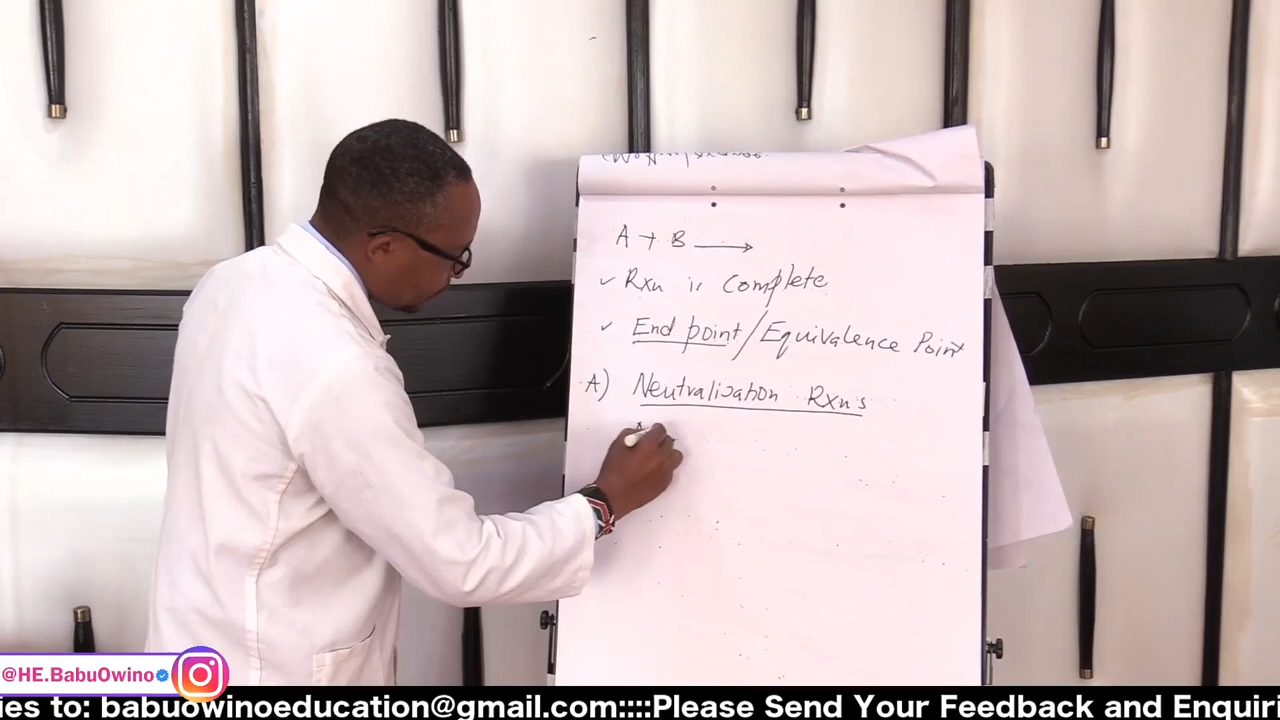 A + B →
✓ Rxn is Complete
✓ End point/Equivalence Point
A) Neutralisation Rxns
@HE.BabuOwino
ies to: babuowinoeducation@gmail.com::::Please Send Your Feedback and Enquiri